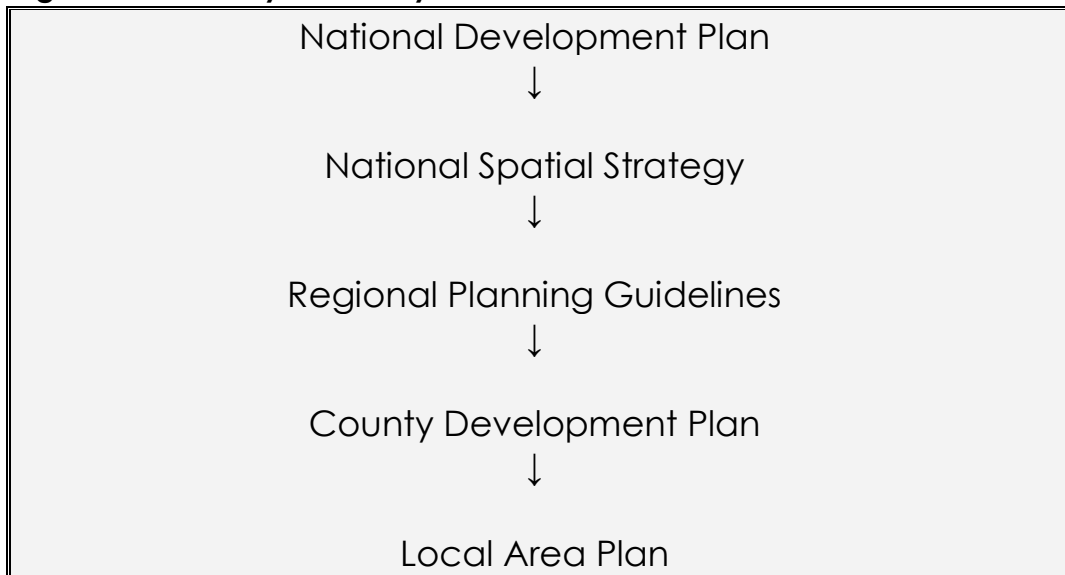 National Development Plan
↓
National Spatial Strategy
↓
Regional Planning Guidelines
↓
County Development Plan
↓
Local Area Plan